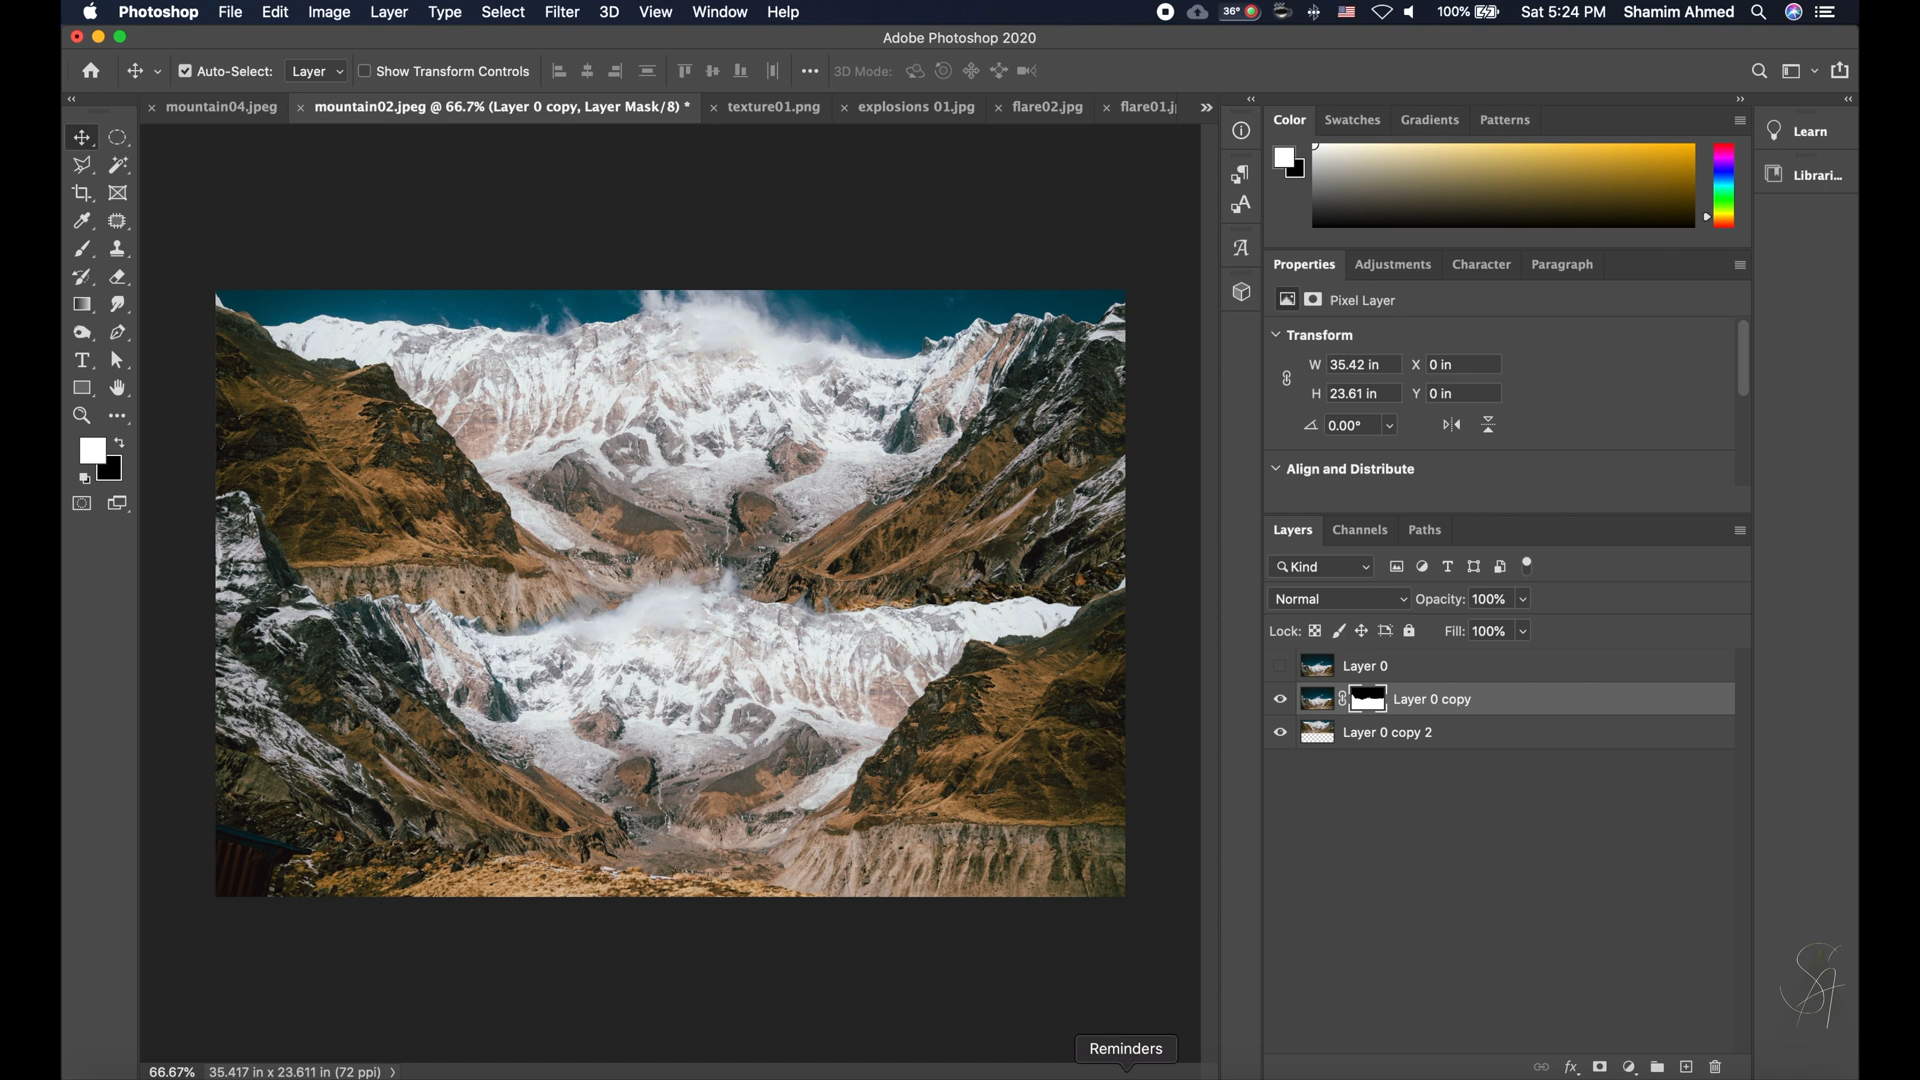 Photoshop File Edit Image Layer Type Select Filter 3D View Window Help 36° 100% Sat 5:24 PM Shamim Ahmed
Adobe Photoshop 2020
Auto-Select: Layer Show Transform Controls 3D Mode:
mountain04.jpeg mountain02.jpeg @ 66.7% (Layer 0 copy, Layer Mask/8) * texture01.png explosions 01.jpg flare02.jpg flare01.j
Color Swatches Gradients Patterns
Learn
Librari...
Properties Adjustments Character Paragraph
Pixel Layer
Transform
W 35.42 in X 0 in
H 23.61 in Y 0 in
0.00°
Align and Distribute
Layers Channels Paths
Kind
Normal Opacity: 100%
Lock: Fill: 100%
Layer 0
Layer 0 copy
Layer 0 copy 2
Reminders
66.67% 35.417 in x 23.611 in (72 ppi)